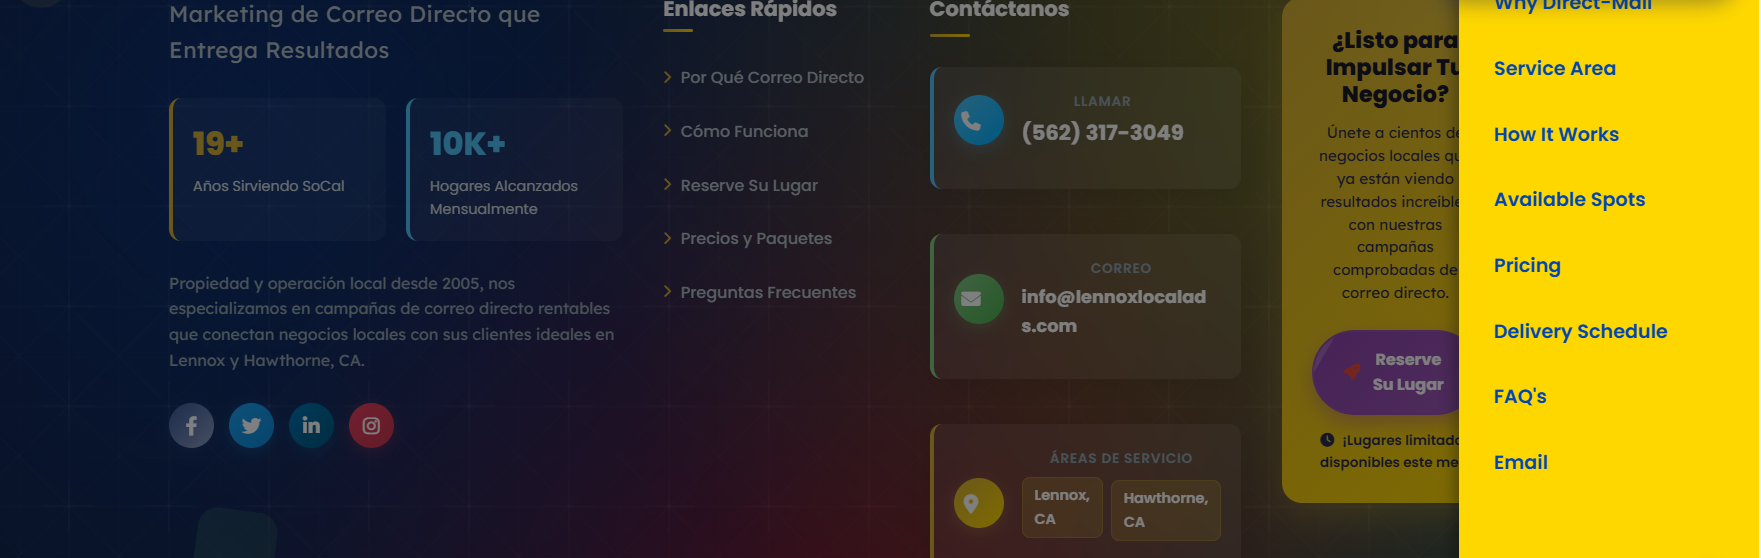 Marketing de Correo Directo que
Entrega Resultados
19+
Años Sirviendo SoCal
10K+
Hogares Alcanzados
Mensualmente
Propiedad y operación local desde 2005, nos
especializamos en campañas de correo directo rentables
que conectan negocios locales con sus clientes ideales en
Lennox y Hawthorne, CA.
Enlaces Rápidos
Por Qué Correo Directo
Cómo Funciona
Reserve Su Lugar
Precios y Paquetes
Preguntas Frecuentes
Contáctanos
LLAMAR
(562) 317-3049
CORREO
info@lennoxlocalad
s.com
ÁREAS DE SERVICIO
Lennox,
CA
Hawthorne,
CA
¿Listo para
Impulsar Tu
Negocio?
Únete a cientos de
negocios locales qu
ya están viendo
resultados increíble
con nuestras
campañas
comprobadas de
correo directo.
Reserve
Su Lugar
¡Lugares limitado
disponibles este me
Why Direct-Mail
Service Area
How It Works
Available Spots
Pricing
Delivery Schedule
FAQ's
Email